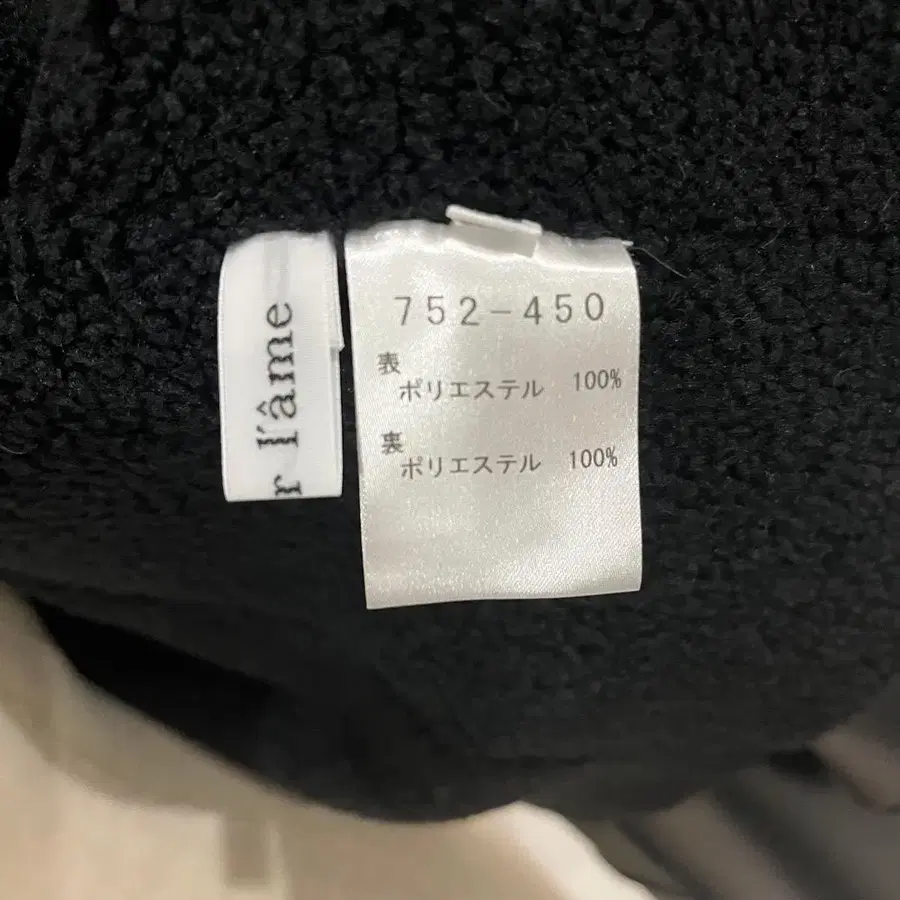 r l'âme
752-450
表
ポリエステル 100%
裏
ポリエステル 100%